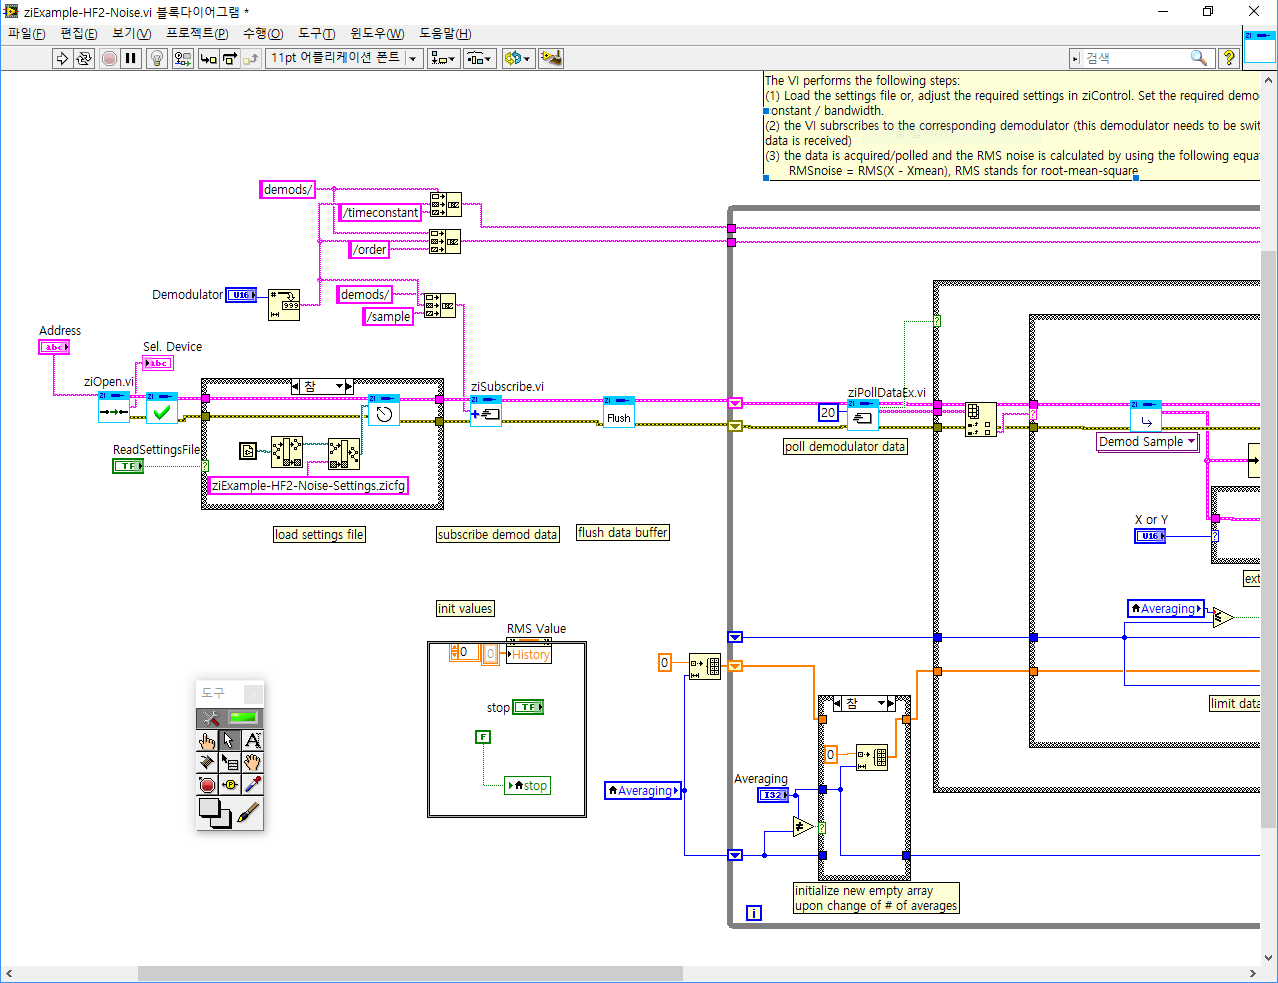 ziExample-HF2-Noise.vi 블록다이어그램 *
파일(F) 편집(E) 보기(V) 프로젝트(P) 수행(O) 도구(T) 윈도우(W) 도움말(H)
11pt 어플리케이션 폰트
검색
The VI performs the following steps:
(1) Load the settings file or, adjust the required settings in ziControl. Set the required demo
onstant / bandwidth.
(2) the VI subrscribes to the corresponding demodulator (this demodulator needs to be swit
data is received)
(3) the data is acquired/polled and the RMS noise is calculated by using the following equa
RMSnoise = RMS(X - Xmean), RMS stands for root-mean-square
demods/
/timeconstant
/order
Demodulator
U16
999
demods/
/sample
Address
abc
Sel. Device
abc
ziOpen.vi
참
ziSubscribe.vi
Flush
ziPollDataEx.vi
20
poll demodulator data
Demod Sample
ReadSettingsFile
TF
ziExample-HF2-Noise-Settings.zicfg
load settings file
subscribe demod data
flush data buffer
X or Y
U16
ext
init values
RMS Value
0
0
History
stop
TF
F
stop
Averaging
0
Averaging
limit data
도구
참
0
Averaging
I32
initialize new empty array
upon change of # of averages
i